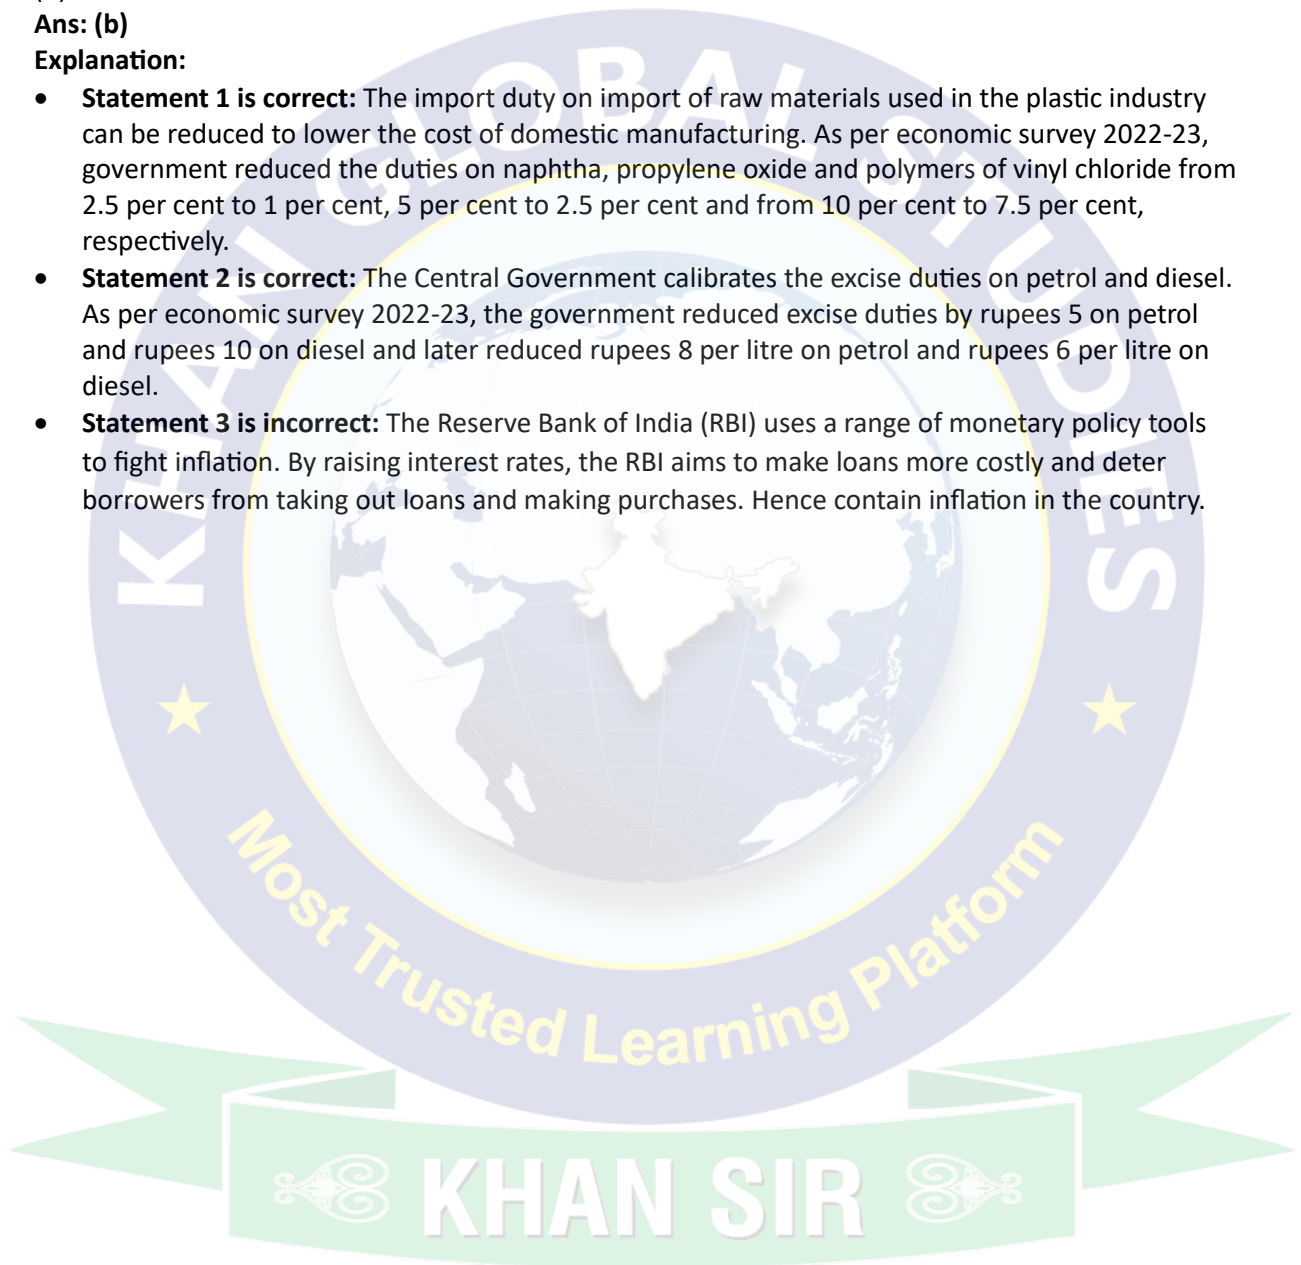 Ans: (b)
Explanation:
• Statement 1 is correct: The import duty on import of raw materials used in the plastic industry
can be reduced to lower the cost of domestic manufacturing. As per economic survey 2022-23,
government reduced the duties on naphtha, propylene oxide and polymers of vinyl chloride from
2.5 per cent to 1 per cent, 5 per cent to 2.5 per cent and from 10 per cent to 7.5 per cent,
respectively.
• Statement 2 is correct: The Central Government calibrates the excise duties on petrol and diesel.
As per economic survey 2022-23, the government reduced excise duties by rupees 5 on petrol
and rupees 10 on diesel and later reduced rupees 8 per litre on petrol and rupees 6 per litre on
diesel.
• Statement 3 is incorrect: The Reserve Bank of India (RBI) uses a range of monetary policy tools
to fight inflation. By raising interest rates, the RBI aims to make loans more costly and deter
borrowers from taking out loans and making purchases. Hence contain inflation in the country.
KHAN GLOBAL STUDIES
Most Trusted Learning Platform
KHAN SIR